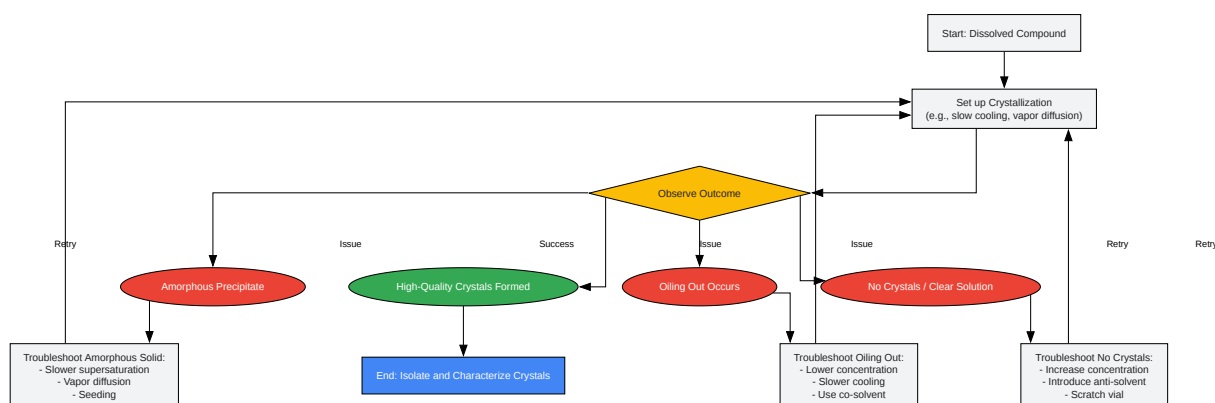 Start: Dissolved Compound
Set up Crystallization
(e.g., slow cooling, vapor diffusion)
Observe Outcome
Retry
Issue
Success
Issue
Issue
Retry
Retry
Amorphous Precipitate
High-Quality Crystals Formed
Oiling Out Occurs
No Crystals / Clear Solution
Troubleshoot Amorphous Solid:
- Slower supersaturation
- Vapor diffusion
- Seeding
End: Isolate and Characterize Crystals
Troubleshoot Oiling Out:
- Lower concentration
- Slower cooling
- Use co-solvent
Troubleshoot No Crystals:
- Increase concentration
- Introduce anti-solvent
- Scratch vial